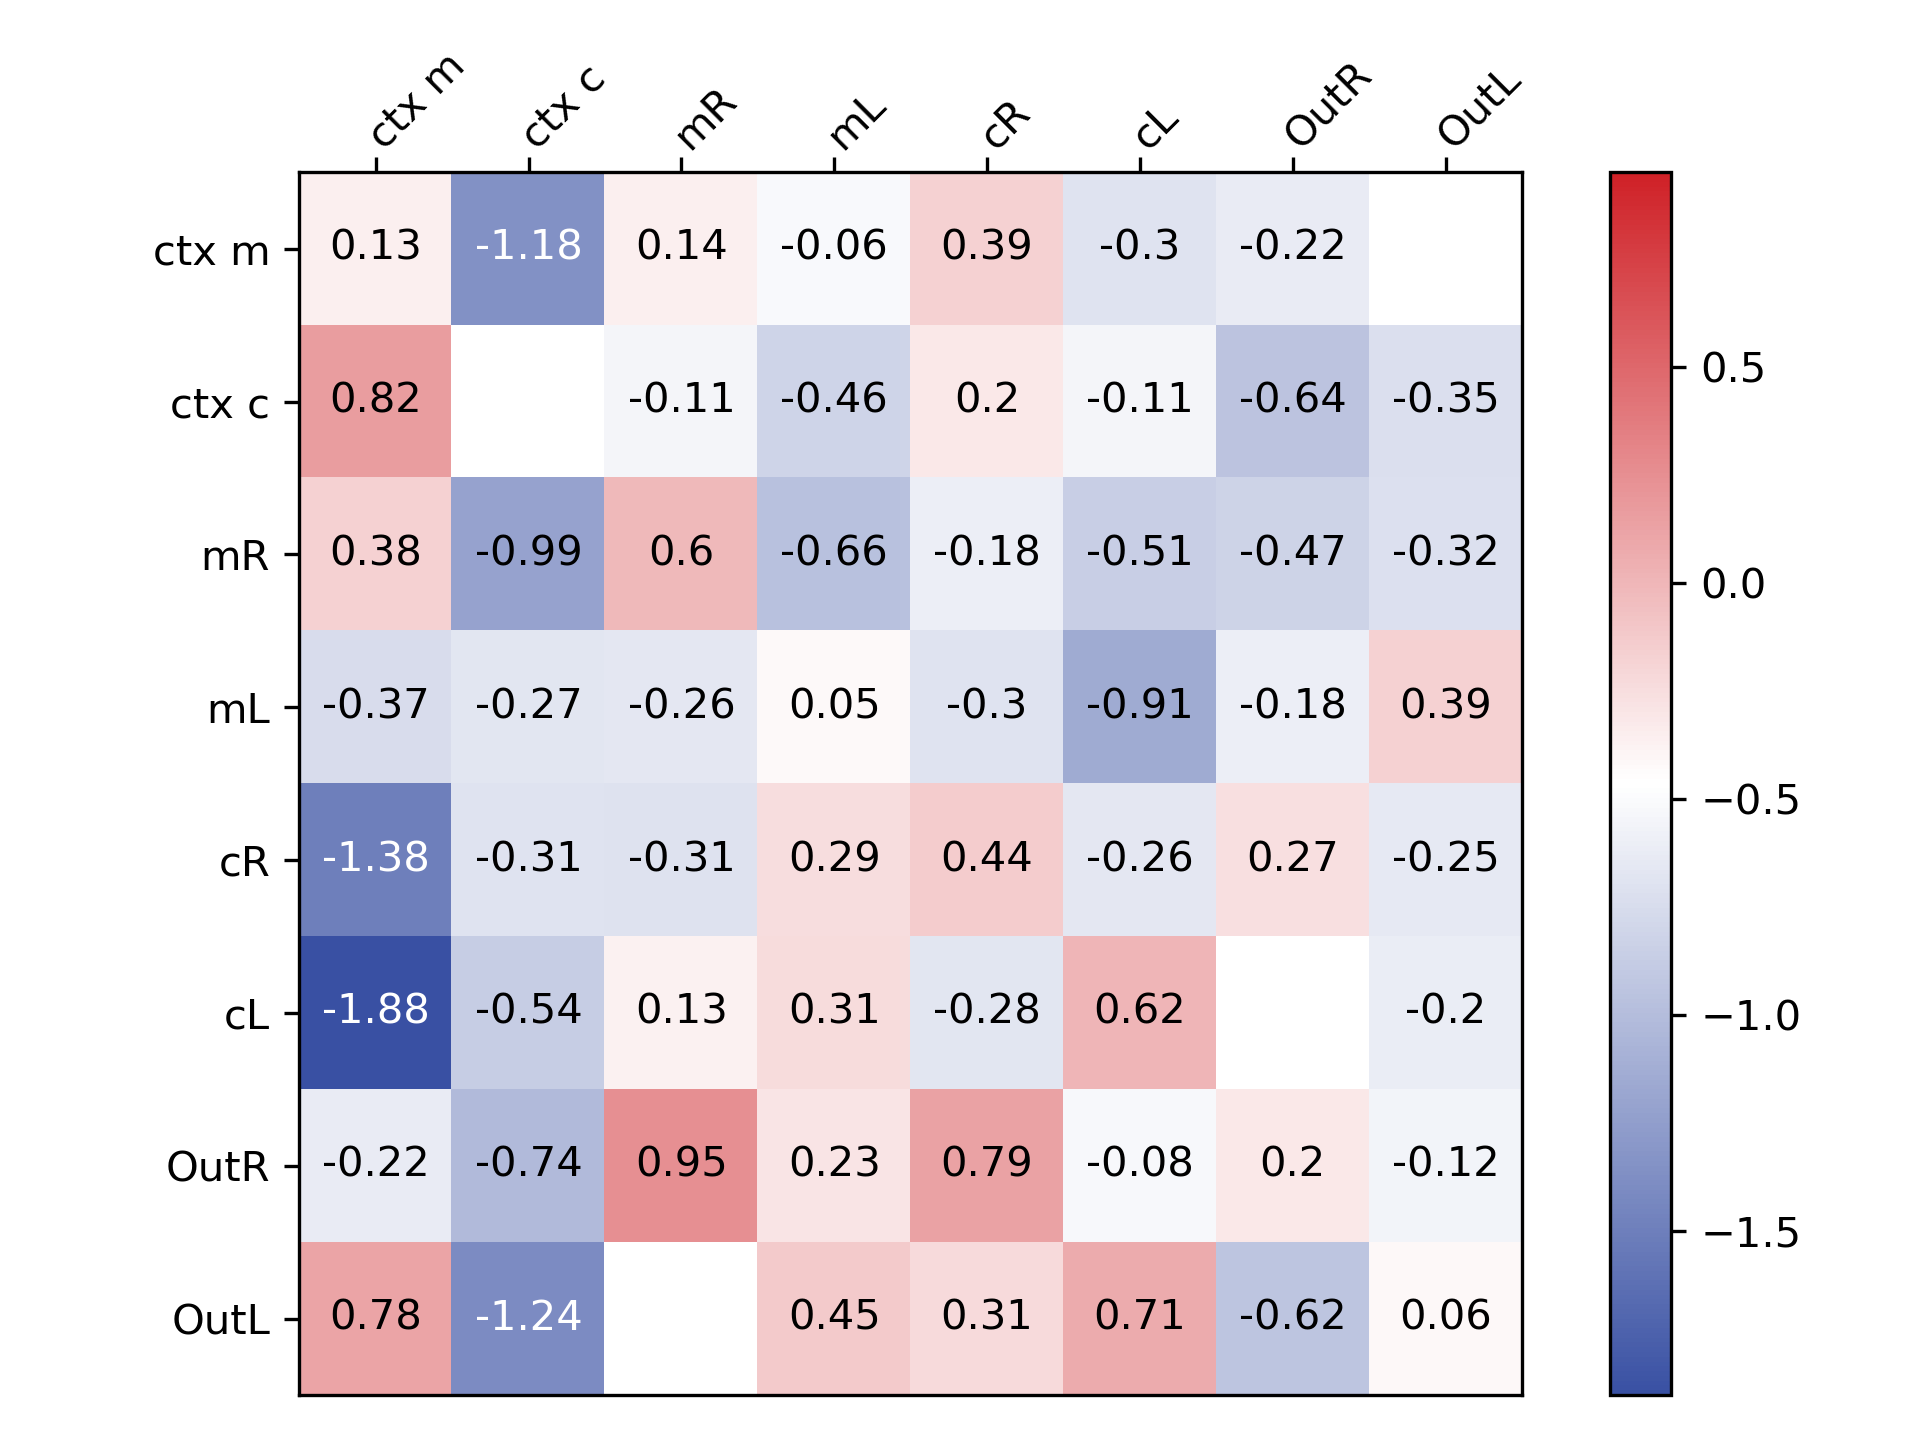 ctx m ctx c mR mL cR cL OutR OutL
ctx m 0.13 -1.18 0.14 -0.06 0.39 -0.3 -0.22
ctx c 0.82 -0.11 -0.46 0.2 -0.11 -0.64 -0.35
mR 0.38 -0.99 0.6 -0.66 -0.18 -0.51 -0.47 -0.32
mL -0.37 -0.27 -0.26 0.05 -0.3 -0.91 -0.18 0.39
cR -1.38 -0.31 -0.31 0.29 0.44 -0.26 0.27 -0.25
cL -1.88 -0.54 0.13 0.31 -0.28 0.62 -0.2
OutR -0.22 -0.74 0.95 0.23 0.79 -0.08 0.2 -0.12
OutL 0.78 -1.24 0.45 0.31 0.71 -0.62 0.06
0.5
0.0
−0.5
−1.0
−1.5